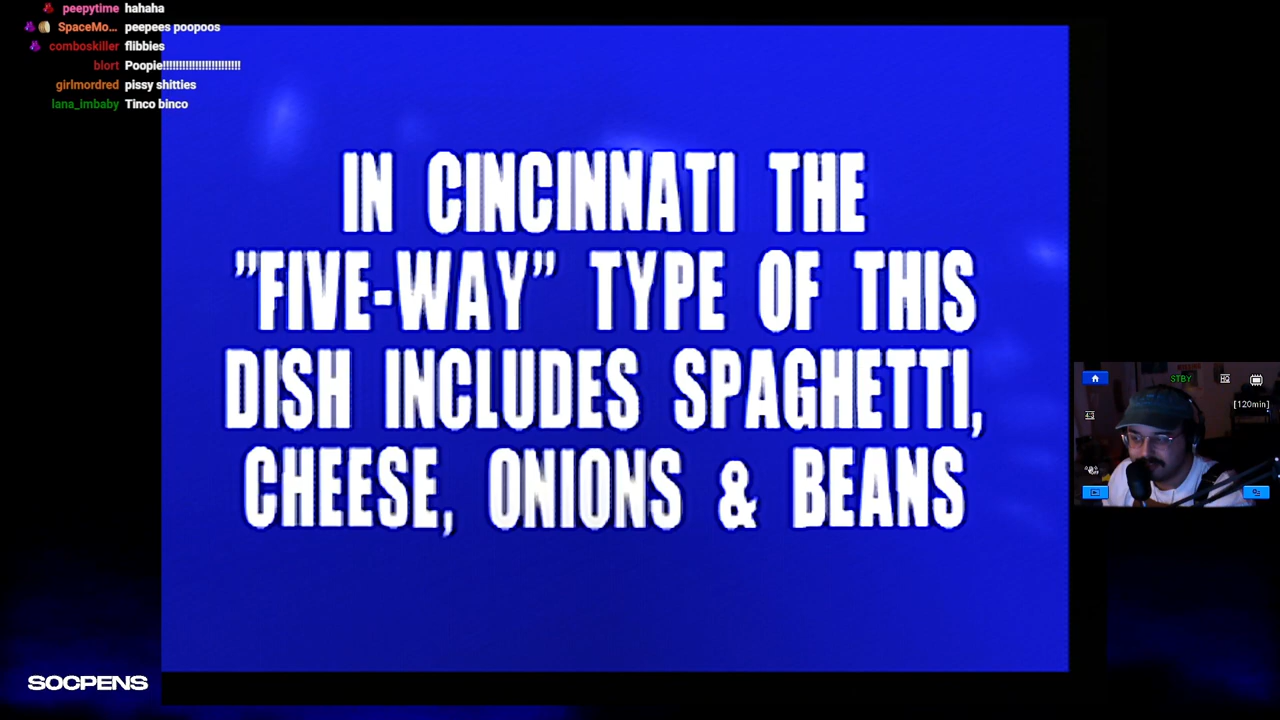 peepytime hahaha
SpaceMo... peepees poopoos
comboskiller flibbies
blort Poopie!!!!!!!!!!!!!!!!!!!!!!!!
girlmordred pissy shitties
lana_imbaby Tinco binco
IN CINCINNATI THE
"FIVE-WAY" TYPE OF THIS
DISH INCLUDES SPAGHETTI,
CHEESE, ONIONS & BEANS
STBY
[120min]
SOCPENS